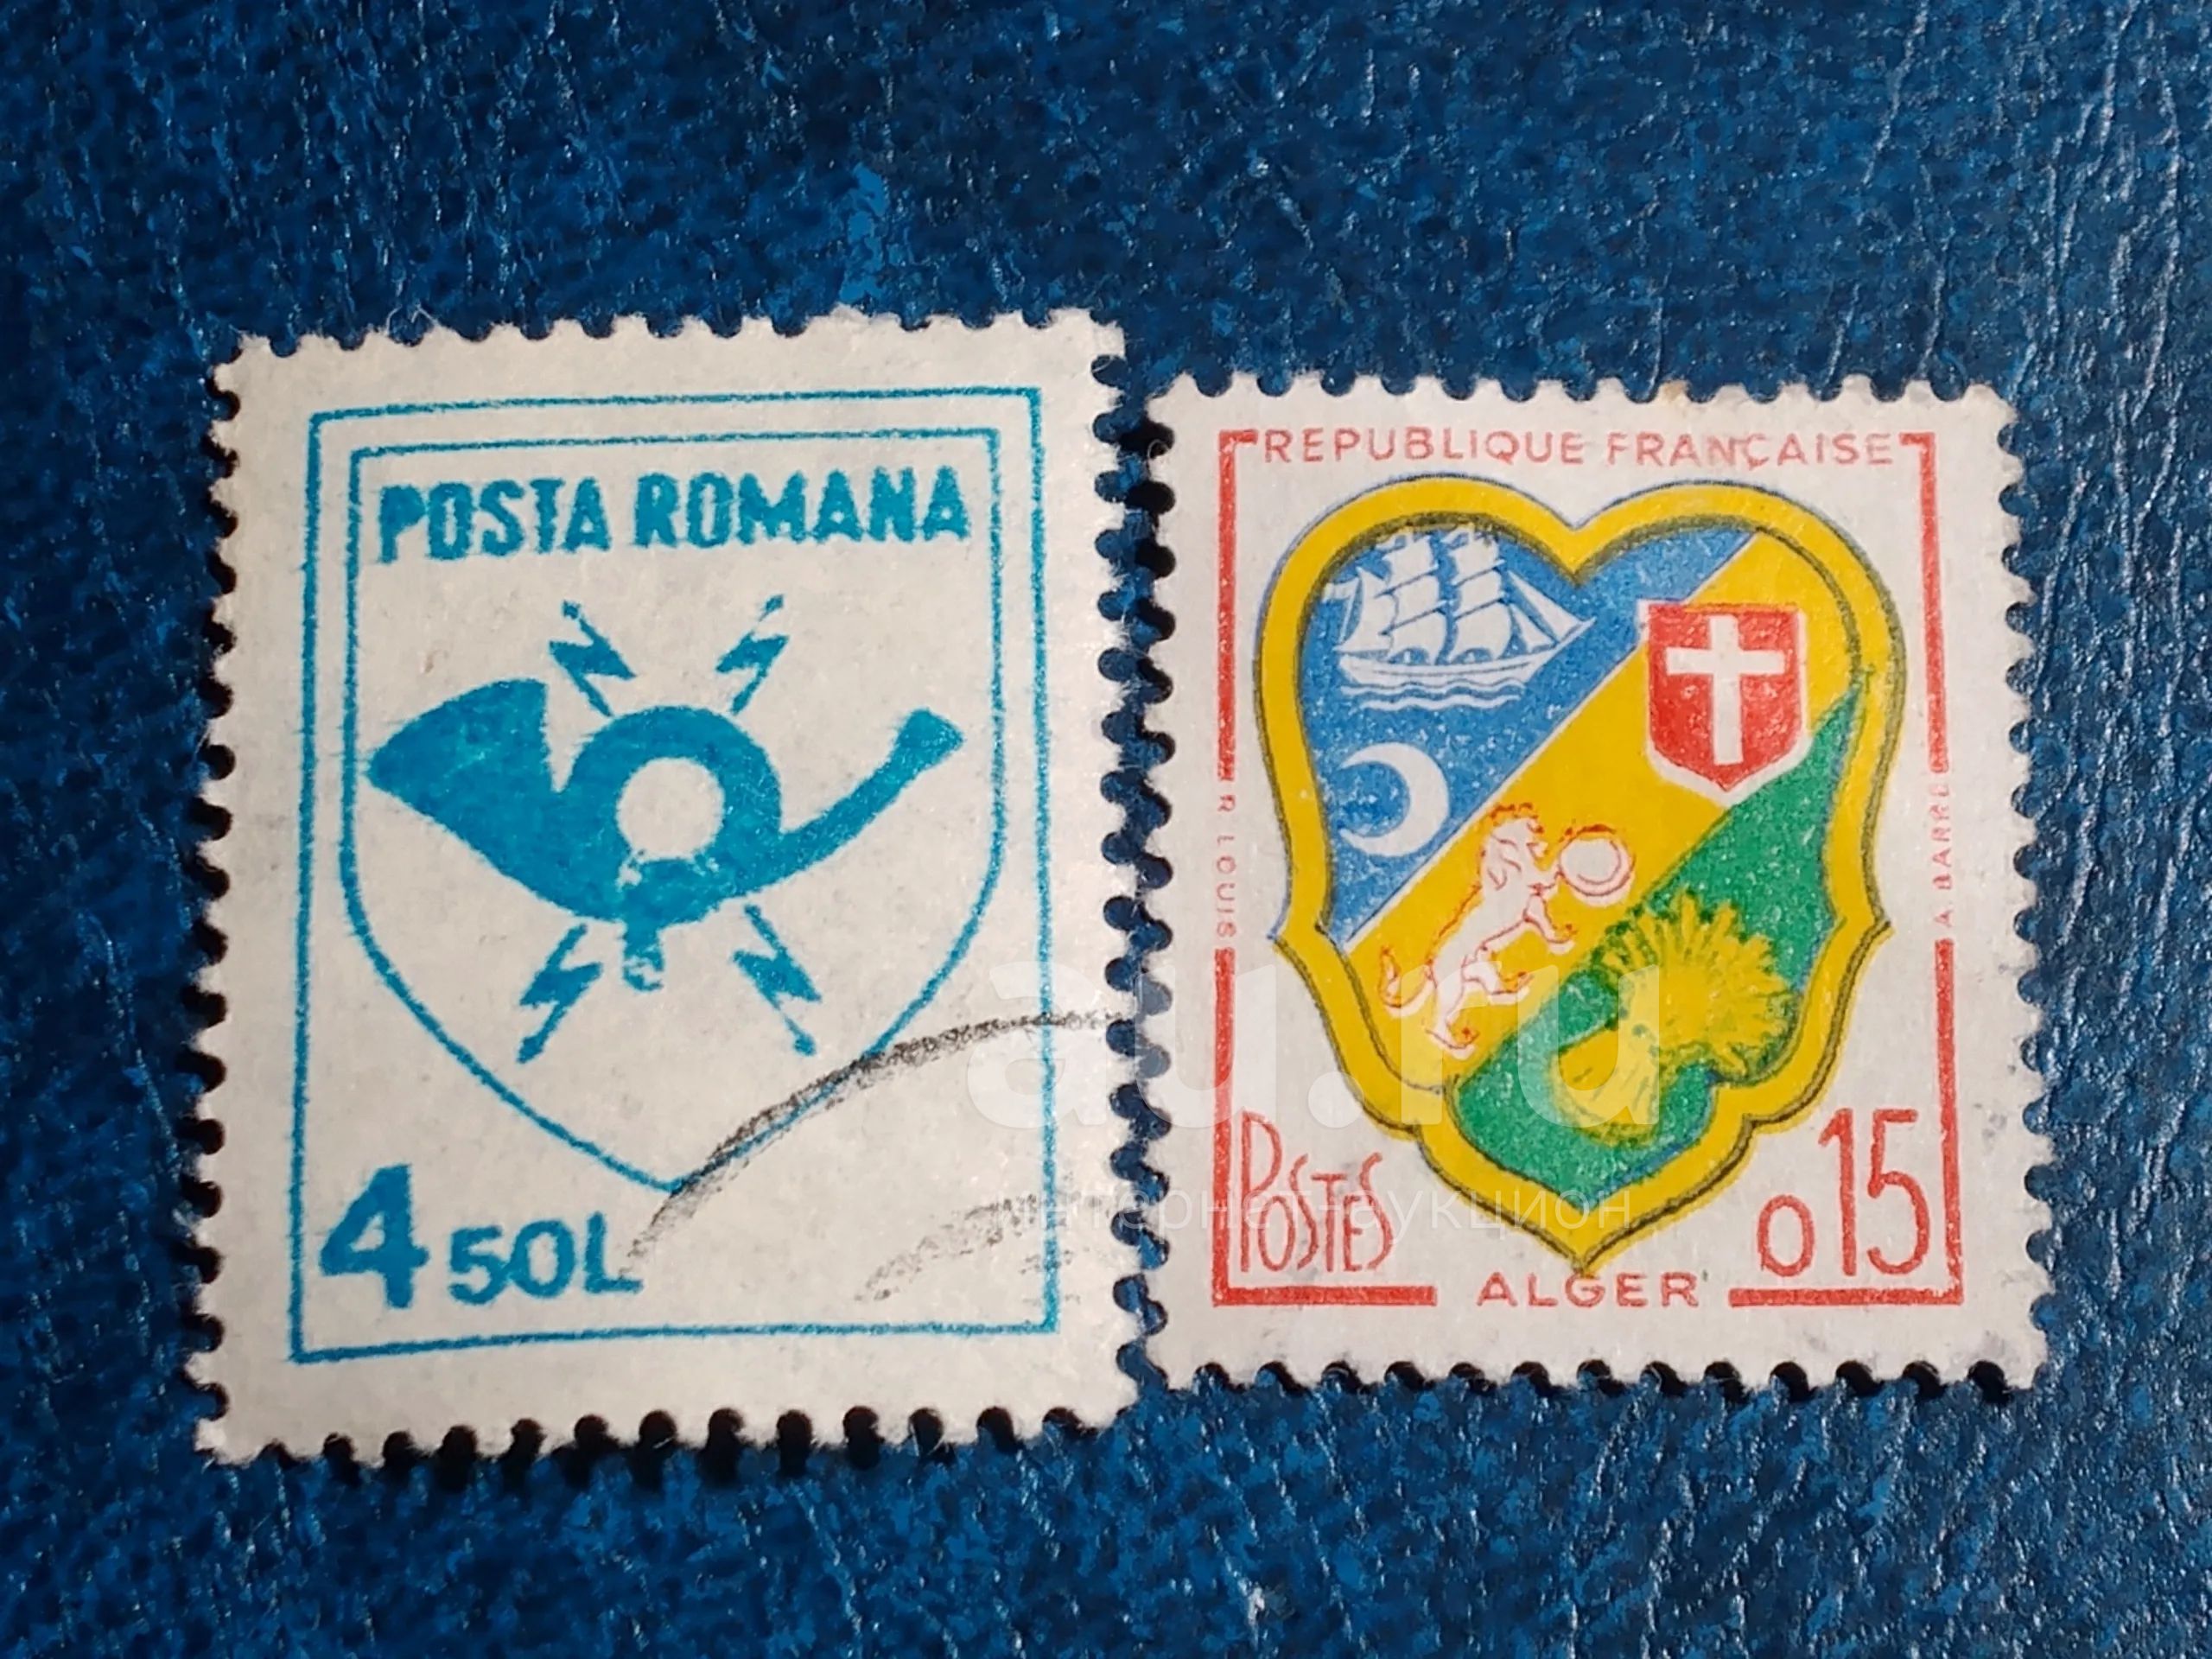 POSTA ROMANA
4 50L
REPUBLIQUE FRANÇAISE
R LOUIS
A BARRE
POSTES
0,15
ALGER
au.ru
интернет-аукцион